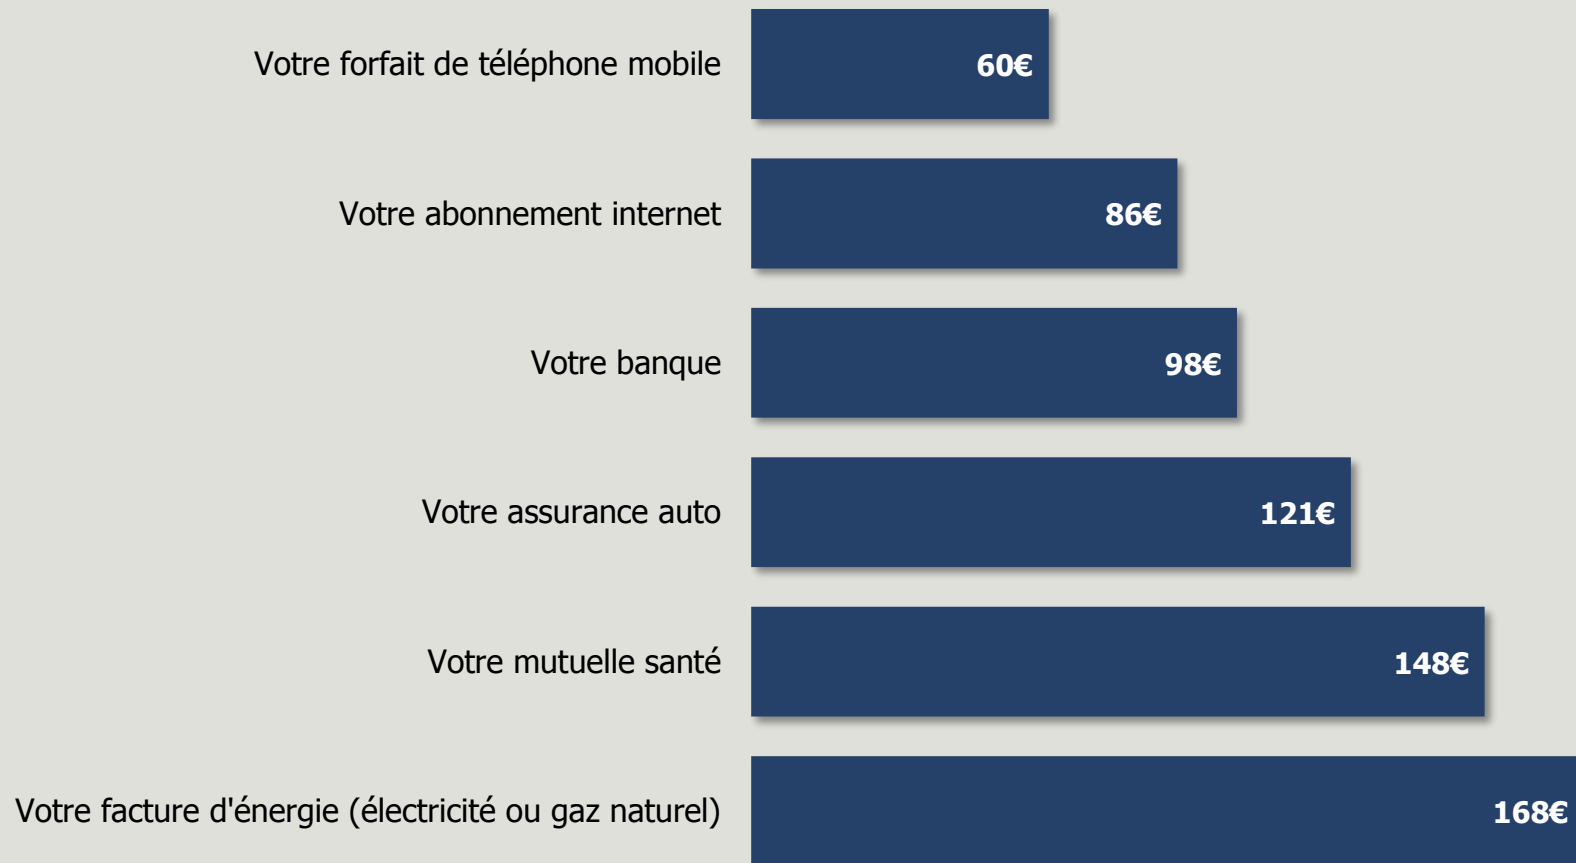 Votre forfait de téléphone mobile 60€
Votre abonnement internet 86€
Votre banque 98€
Votre assurance auto 121€
Votre mutuelle santé 148€
Votre facture d'énergie (électricité ou gaz naturel) 168€